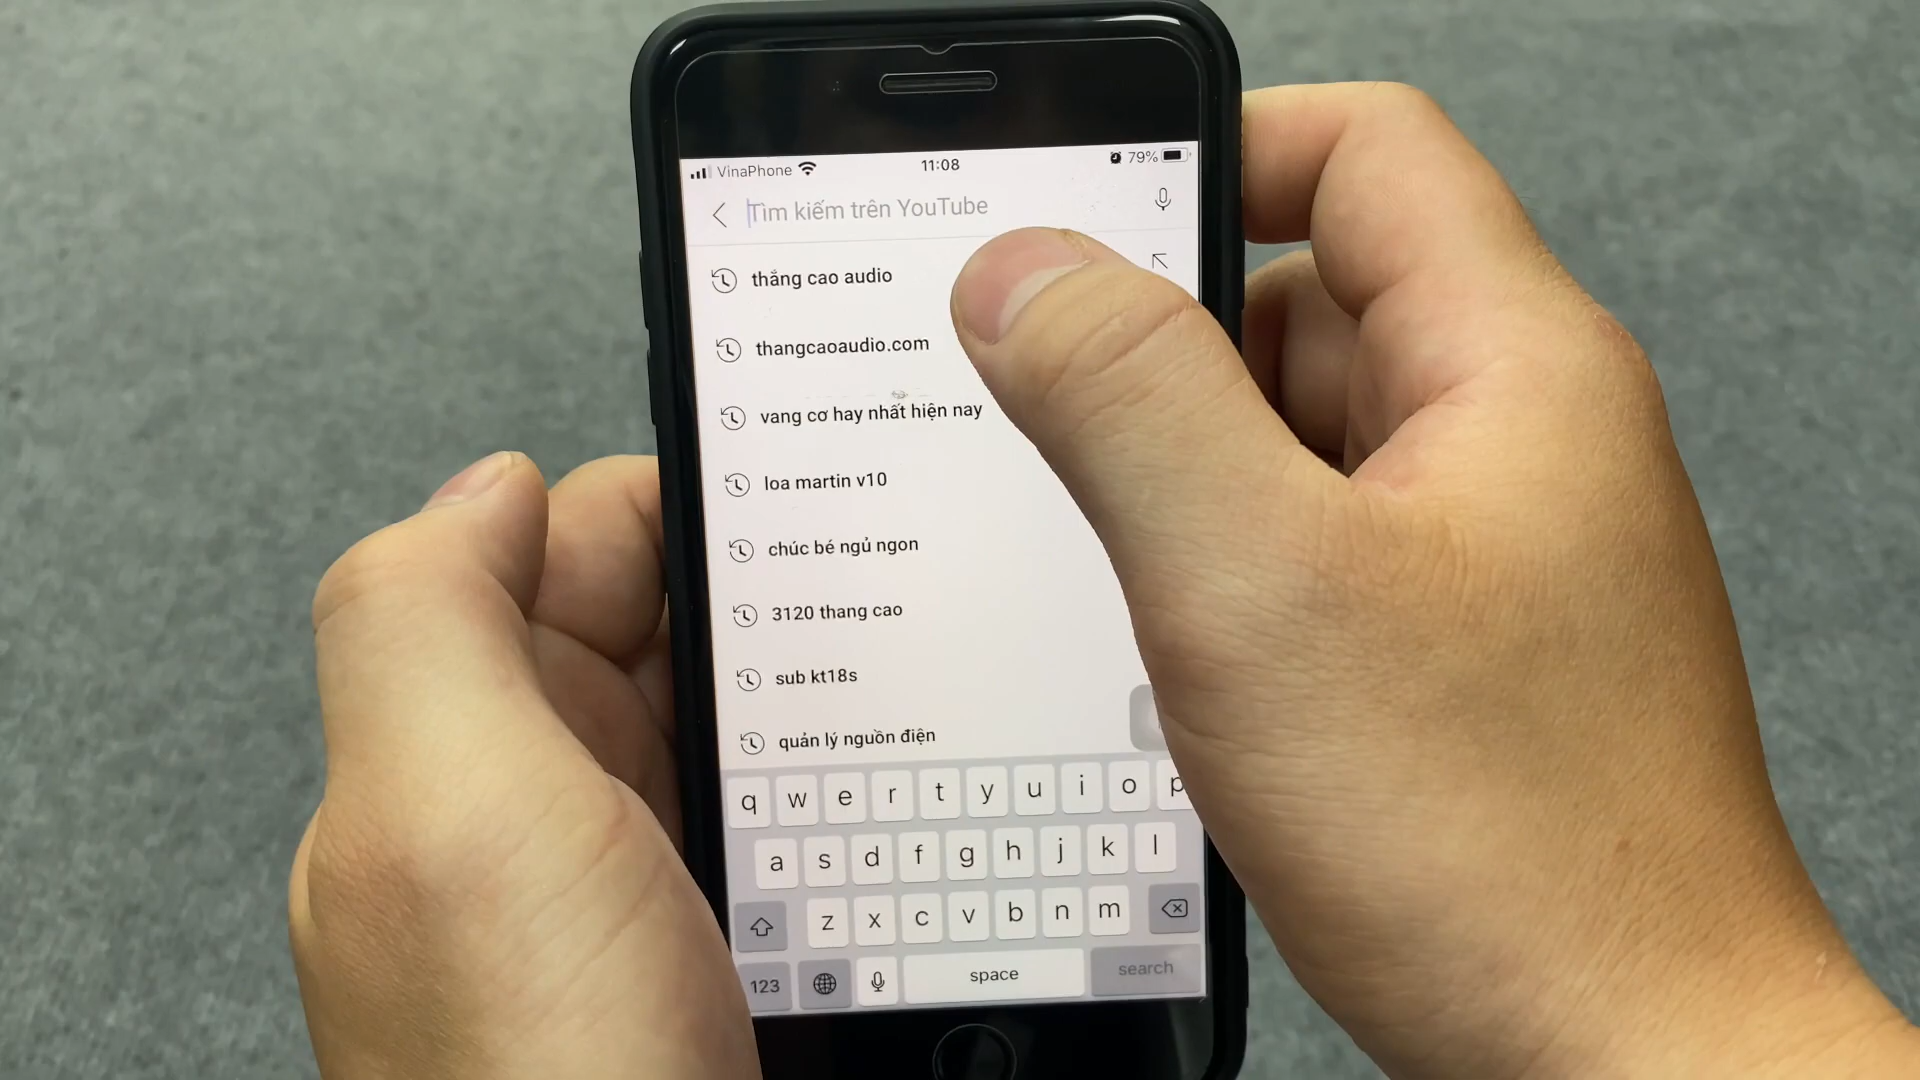 VinaPhone 11:08 79%
Tìm kiếm trên YouTube
thắng cao audio
thangcaoaudio.com
vang cơ hay nhất hiện nay
loa martin v10
chúc bé ngủ ngon
3120 thang cao
sub kt18s
quản lý nguồn điện
q w e r t y u i o p
a s d f g h j k l
z x c v b n m
123 space search